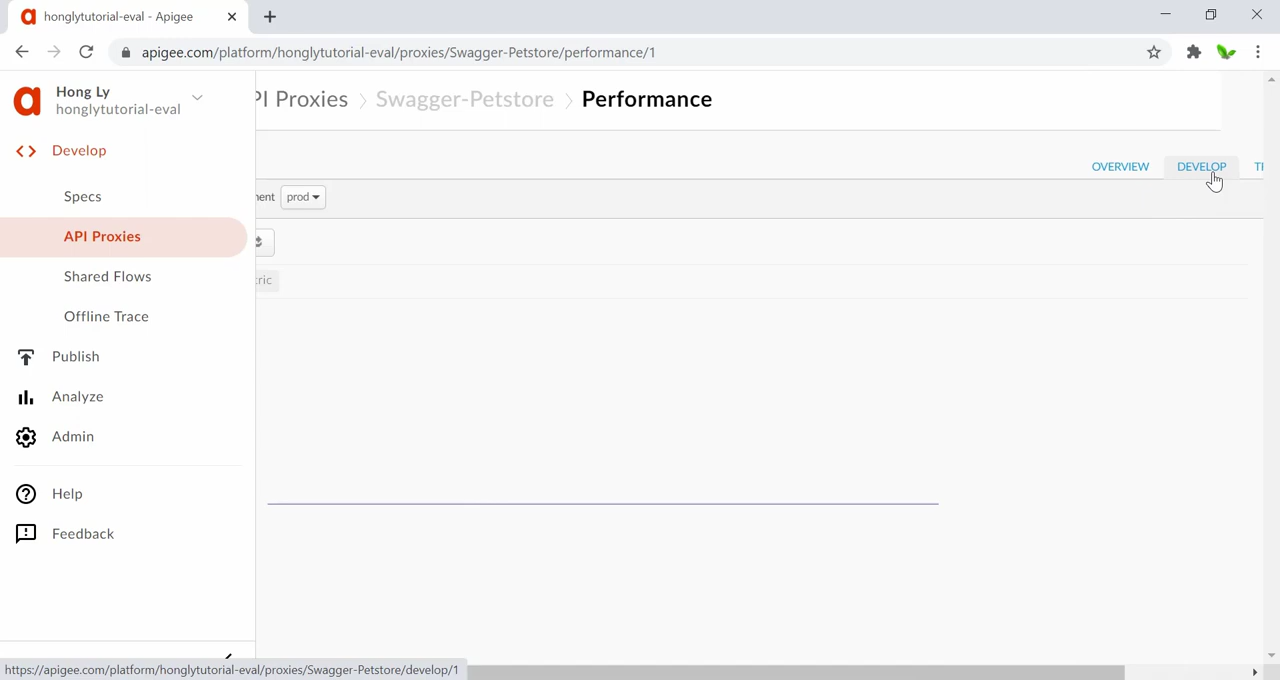 honglytutorial-eval - Apigee
apigee.com/platform/honglytutorial-eval/proxies/Swagger-Petstore/performance/1
Hong Ly
honglytutorial-eval
PI Proxies > Swagger-Petstore > Performance
Develop
OVERVIEW DEVELOP
Specs
ment prod
API Proxies
Shared Flows
tric
Offline Trace
Publish
Analyze
Admin
Help
Feedback
https://apigee.com/platform/honglytutorial-eval/proxies/Swagger-Petstore/develop/1